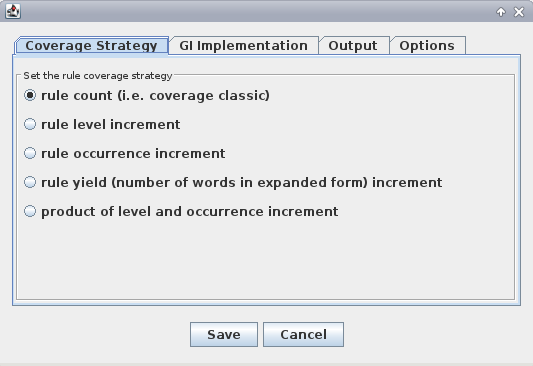 Coverage Strategy GI Implementation Output Options
Set the rule coverage strategy
rule count (i.e. coverage classic)
rule level increment
rule occurrence increment
rule yield (number of words in expanded form) increment
product of level and occurrence increment
Save Cancel